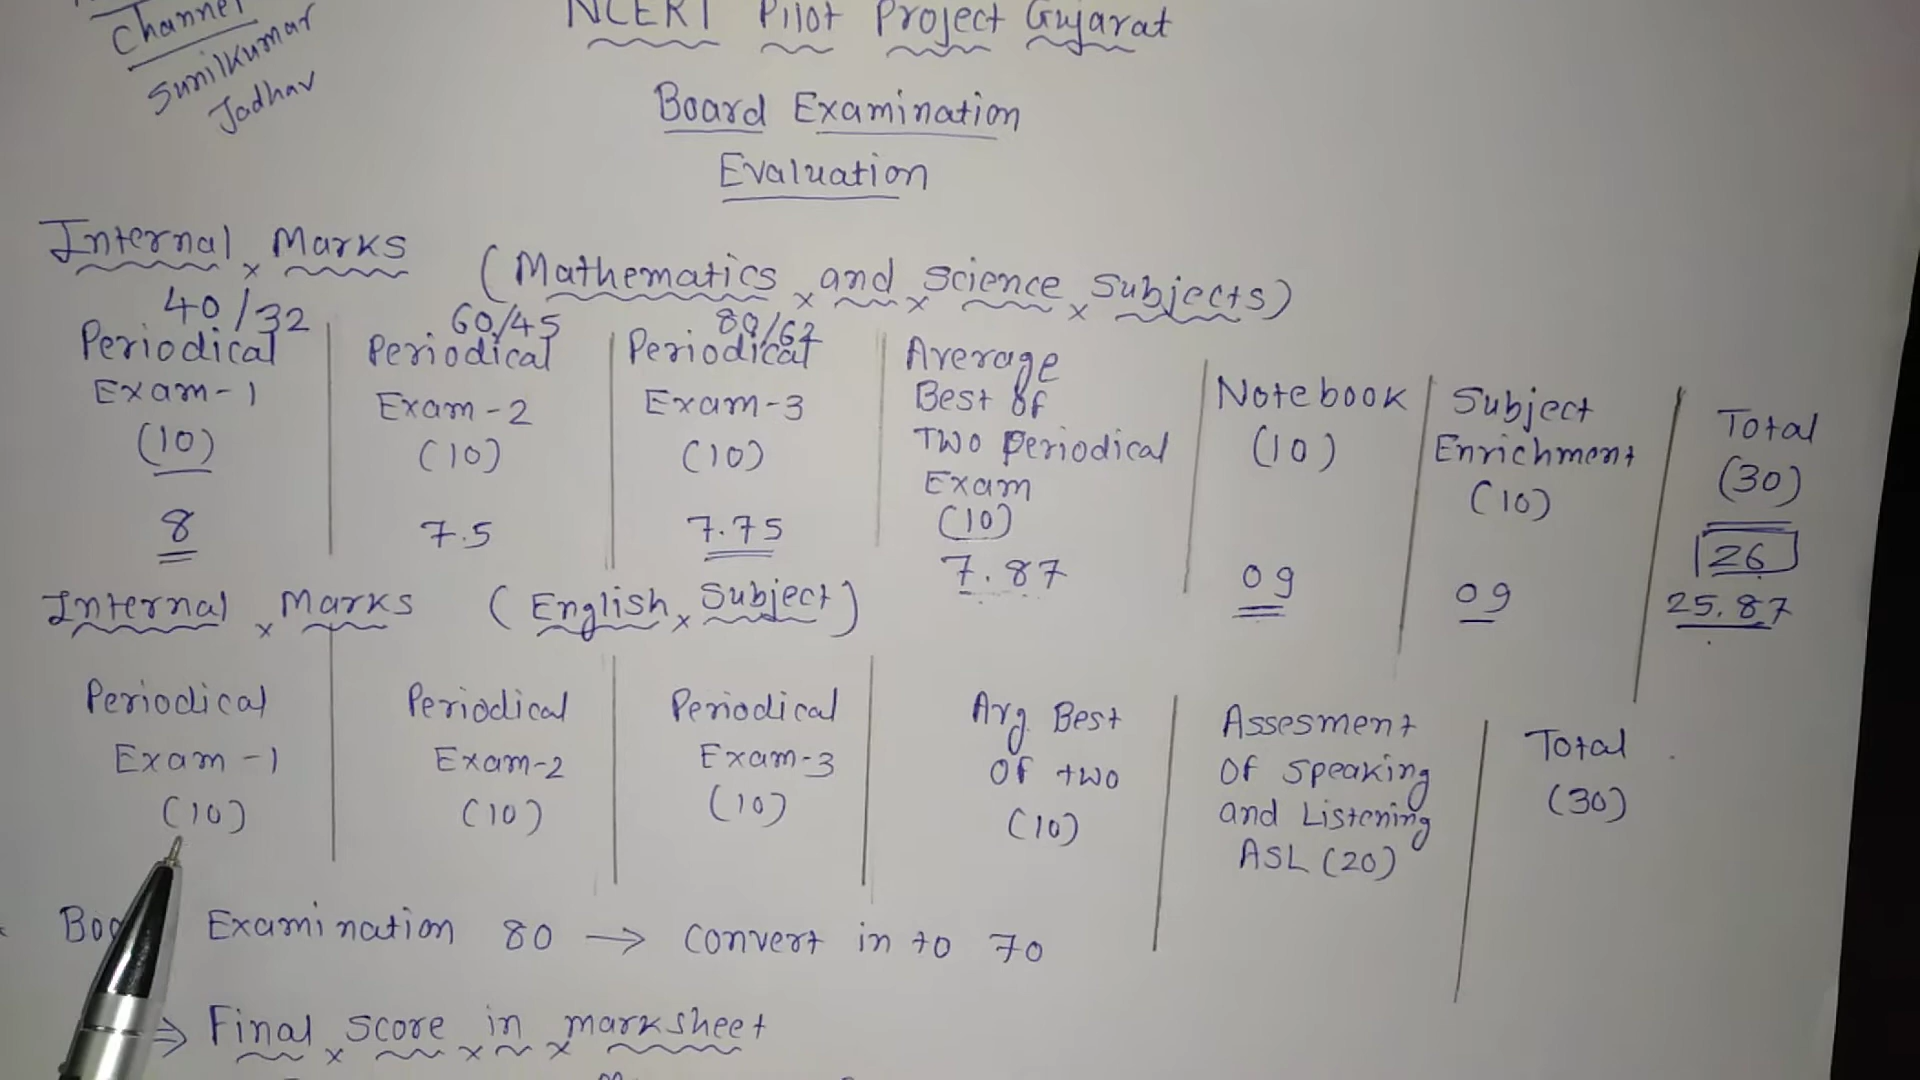 Channel
Sunilkumar
Jadhav
NCERT Pilot Project Gujarat
Board Examination
Evaluation
Internal Marks (Mathematics and Science Subjects)
40/32
Periodical
Exam-1
(10)
8
60/45
Periodical
Exam-2
(10)
7.5
Periodical
Exam-3
(10)
7.75
Average
Best of
Two Periodical
Exam
(10)
7.87
Notebook
(10)
09
Subject
Enrichment
(10)
09
Total
(30)
26
25.87
Internal Marks (English Subject)
Periodical
Exam-1
(10)
Periodical
Exam-2
(10)
Periodical
Exam-3
(10)
Avg Best
Of two
(10)
Assesment
Of Speaking
and Listening
ASL (20)
Total
(30)
Examination 80 → Convert in to 70
⇒ Final Score in marksheet